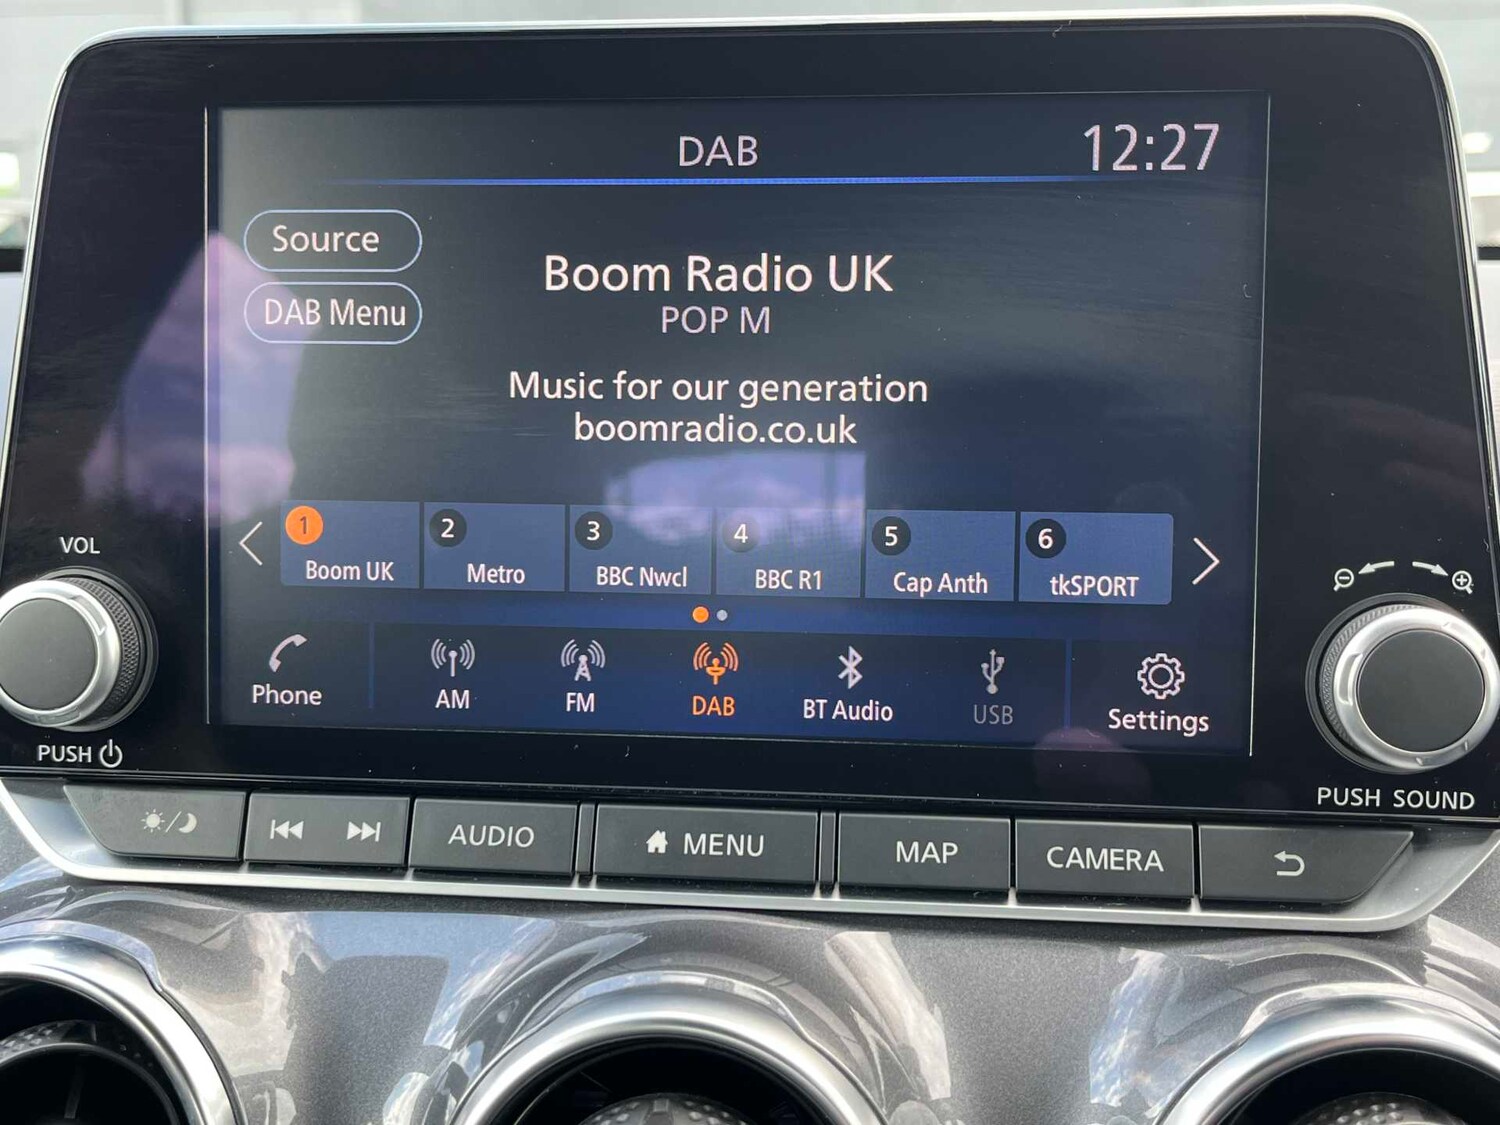 DAB
12:27
Source
DAB Menu
Boom Radio UK
POP M
Music for our generation
boomradio.co.uk
1 Boom UK
2 Metro
3 BBC Nwcl
4 BBC R1
5 Cap Anth
6 tkSPORT
Phone
AM
FM
DAB
BT Audio
USB
Settings
VOL
PUSH
PUSH SOUND
AUDIO
MENU
MAP
CAMERA